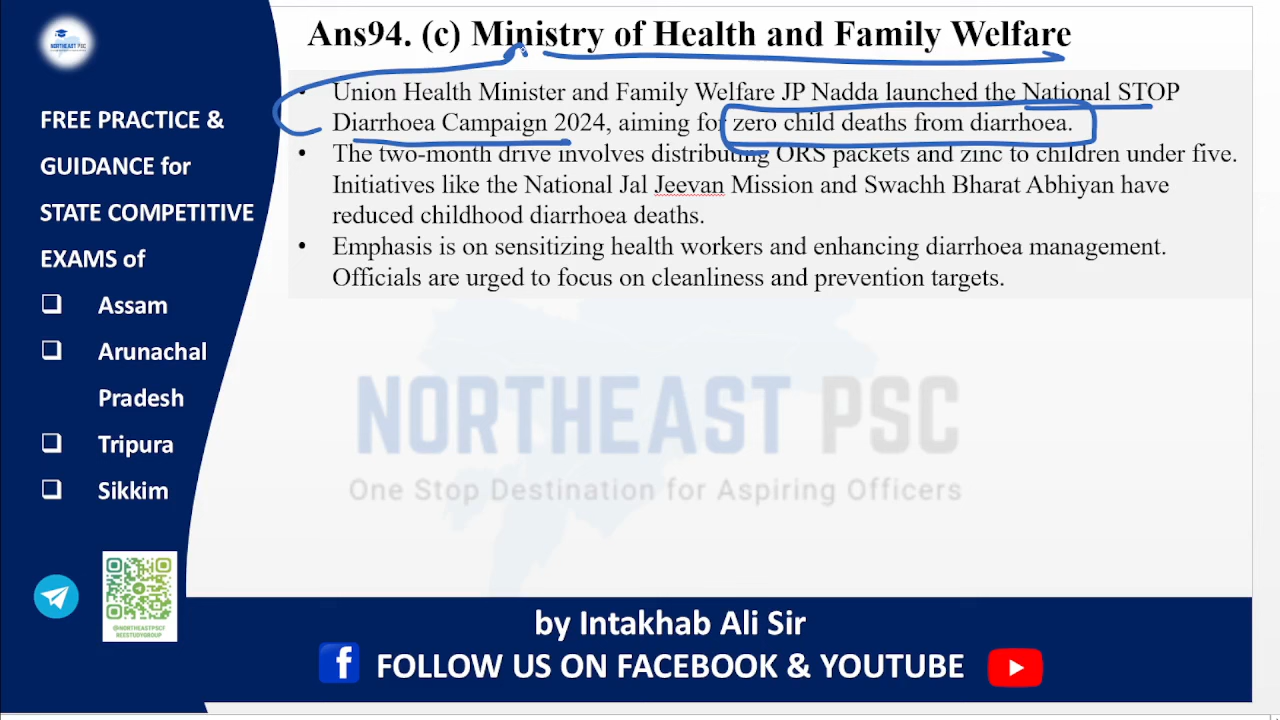 Ans94. (c) Ministry of Health and Family Welfare
• Union Health Minister and Family Welfare JP Nadda launched the National STOP
Diarrhoea Campaign 2024, aiming for zero child deaths from diarrhoea.
• The two-month drive involves distributing ORS packets and zinc to children under five.
Initiatives like the National Jal Jeevan Mission and Swachh Bharat Abhiyan have
reduced childhood diarrhoea deaths.
• Emphasis is on sensitizing health workers and enhancing diarrhoea management.
Officials are urged to focus on cleanliness and prevention targets.
NORTHEAST PSC
FREE PRACTICE &
GUIDANCE for
STATE COMPETITIVE
EXAMS of
❑ Assam
❑ Arunachal
Pradesh
❑ Tripura
❑ Sikkim
@NORTHEASTPSCF
REESTUDYGROUP
NORTHEAST PSC
One Stop Destination for Aspiring Officers
by Intakhab Ali Sir
f FOLLOW US ON FACEBOOK & YOUTUBE